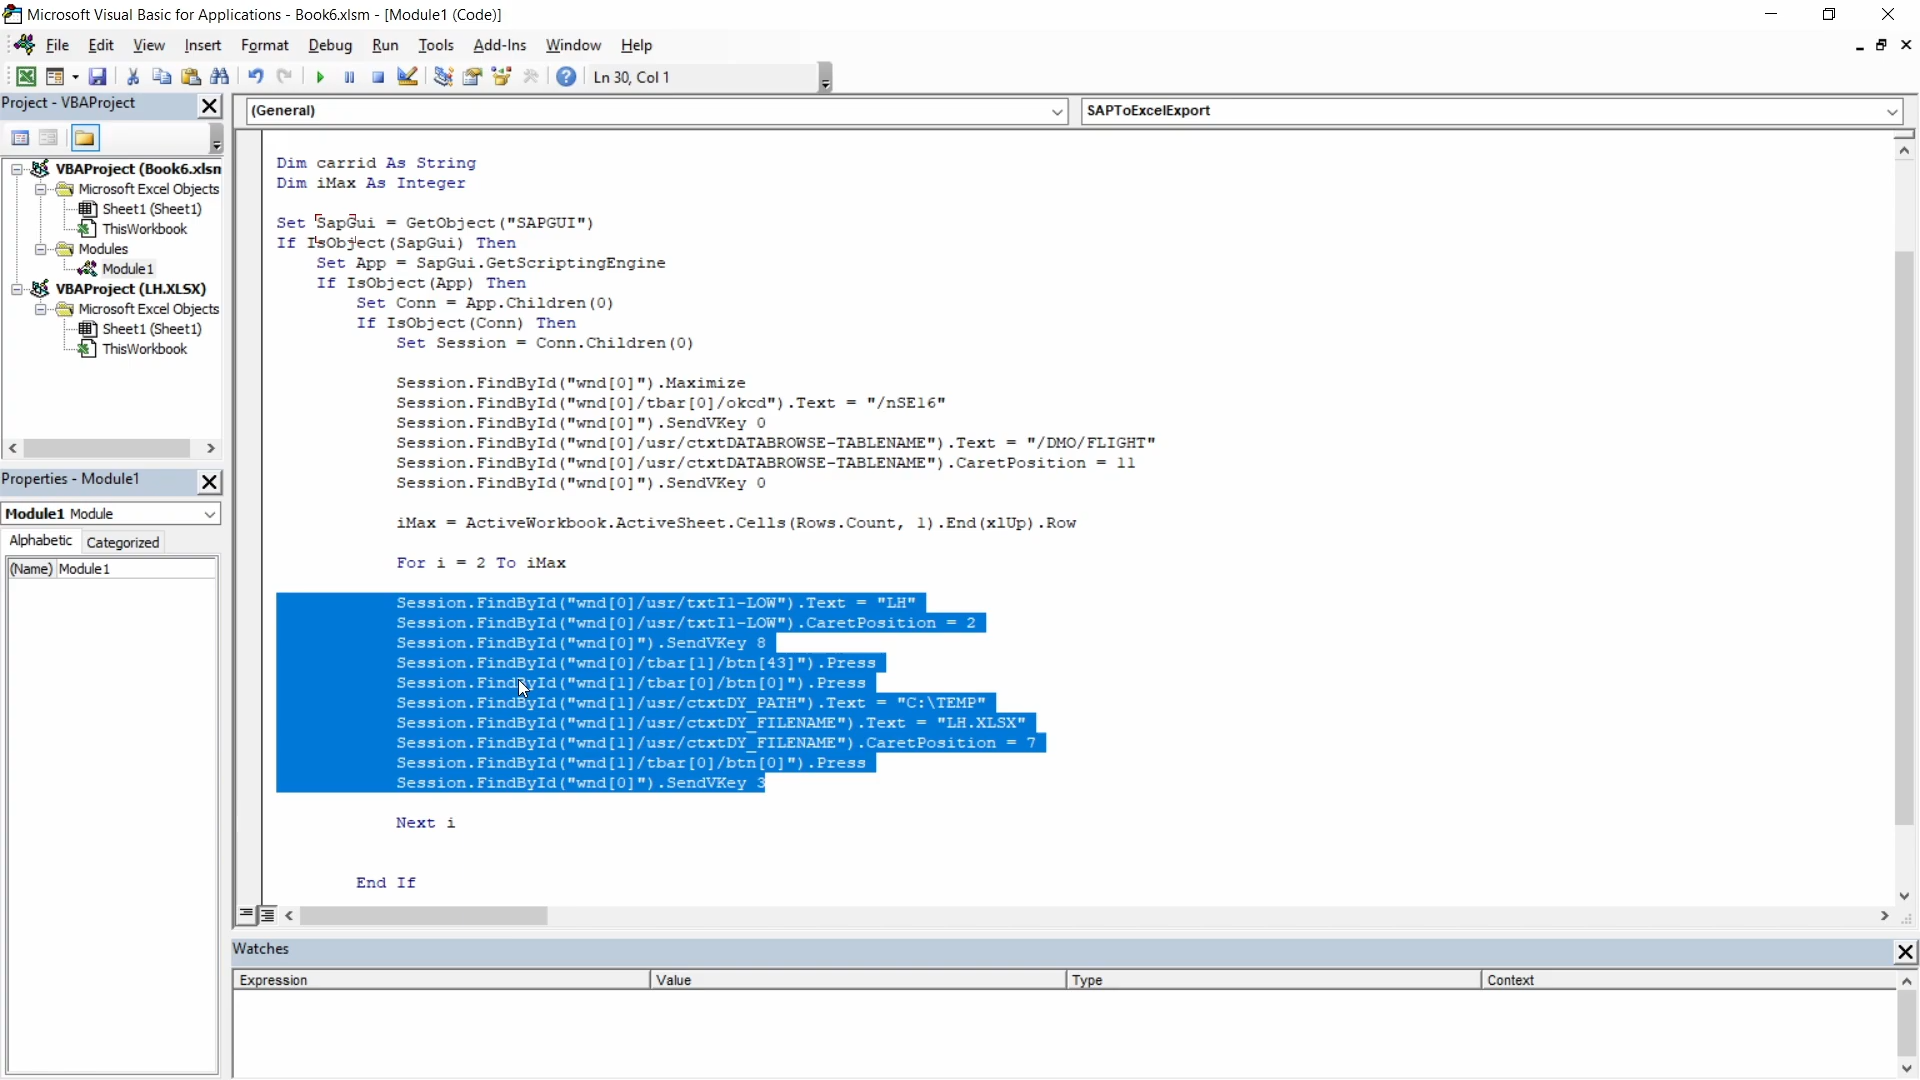 Microsoft Visual Basic for Applications - Book6.xlsm - [Module1 (Code)]
File Edit View Insert Format Debug Run Tools Add-Ins Window Help
Ln 30, Col 1
Project - VBAProject
(General)
SAPToExcelExport
VBAProject (Book6.xlsn
Microsoft Excel Objects
Sheet1 (Sheet1)
ThisWorkbook
Modules
Module1
VBAProject (LH.XLSX)
Microsoft Excel Objects
Sheet1 (Sheet1)
ThisWorkbook
Properties - Module1
Module1 Module
Alphabetic Categorized
(Name) Module1
Dim carrid As String
Dim iMax As Integer
Set SapGui = GetObject("SAPGUI")
If IsObject(SapGui) Then
Set App = SapGui.GetScriptingEngine
If IsObject(App) Then
Set Conn = App.Children(0)
If IsObject(Conn) Then
Set Session = Conn.Children(0)
Session.FindById("wnd[0]").Maximize
Session.FindById("wnd[0]/tbar[0]/okcd").Text = "/nSE16"
Session.FindById("wnd[0]").SendVKey 0
Session.FindById("wnd[0]/usr/ctxtDATABROWSE-TABLENAME").Text = "/DMO/FLIGHT"
Session.FindById("wnd[0]/usr/ctxtDATABROWSE-TABLENAME").CaretPosition = 11
Session.FindById("wnd[0]").SendVKey 0
iMax = ActiveWorkbook.ActiveSheet.Cells(Rows.Count, 1).End(xlUp).Row
For i = 2 To iMax
Session.FindById("wnd[0]/usr/txtI1-LOW").Text = "LH"
Session.FindById("wnd[0]/usr/txtI1-LOW").CaretPosition = 2
Session.FindById("wnd[0]").SendVKey 8
Session.FindById("wnd[0]/tbar[1]/btn[43]").Press
Session.FindById("wnd[1]/tbar[0]/btn[0]").Press
Session.FindById("wnd[1]/usr/ctxtDY_PATH").Text = "C:\TEMP"
Session.FindById("wnd[1]/usr/ctxtDY_FILENAME").Text = "LH.XLSX"
Session.FindById("wnd[1]/usr/ctxtDY_FILENAME").CaretPosition = 7
Session.FindById("wnd[1]/tbar[0]/btn[0]").Press
Session.FindById("wnd[0]").SendVKey 3
Next i
End If
Watches
Expression Value Type Context